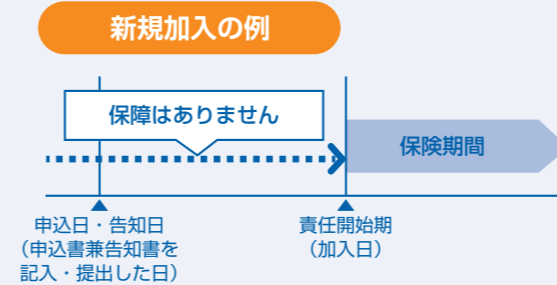 新規加入の例
保障はありません
保険期間
申込日・告知日
（申込書兼告知書を
記入・提出した日）
責任開始期
（加入日）